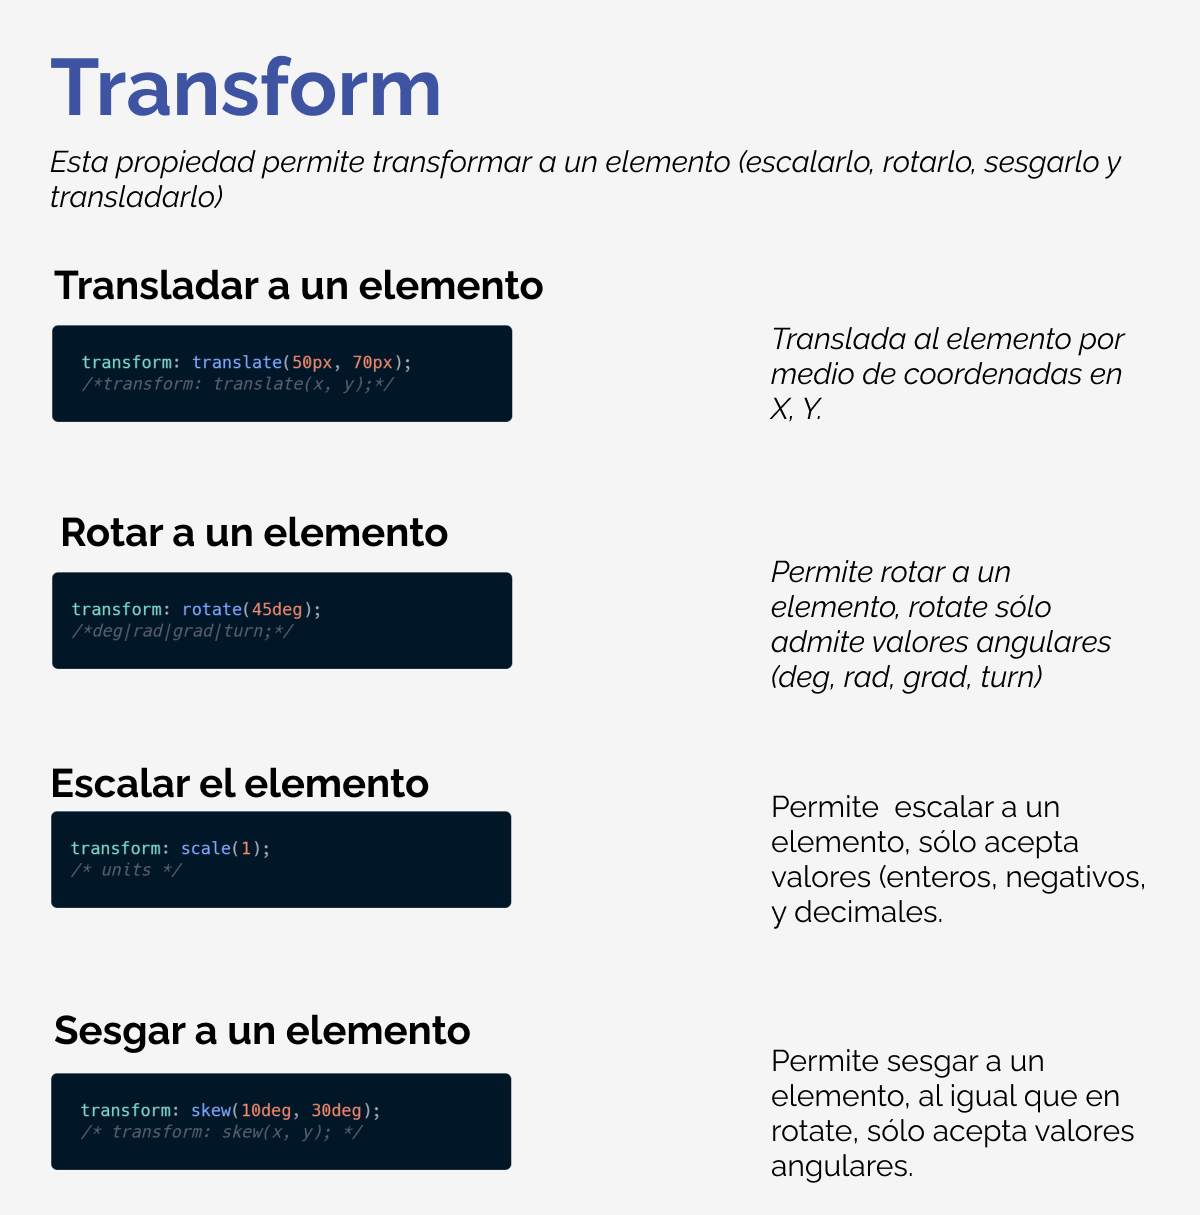 Transform
Esta propiedad permite transformar a un elemento (escalarlo, rotarlo, sesgarlo y
transladarlo)
Transladar a un elemento
transform: translate(50px, 70px);
/*transform: translate(x, y);*/
Translada al elemento por
medio de coordenadas en
X, Y.
Rotar a un elemento
transform: rotate(45deg);
/*deg|rad|grad|turn;*/
Permite rotar a un
elemento, rotate sólo
admite valores angulares
(deg, rad, grad, turn)
Escalar el elemento
transform: scale(1);
/* units */
Permite  escalar a un
elemento, sólo acepta
valores (enteros, negativos,
y decimales.
Sesgar a un elemento
transform: skew(10deg, 30deg);
/* transform: skew(x, y); */
Permite sesgar a un
elemento, al igual que en
rotate, sólo acepta valores
angulares.